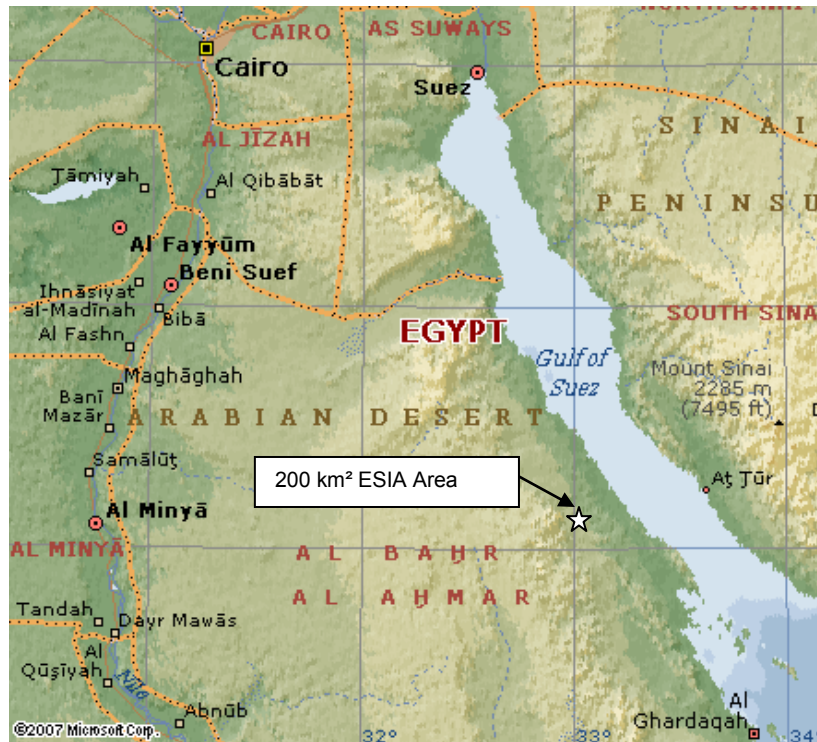 NORTH SINAI
CAIRO
AS SUWAYS
Cairo
Suez
AL JĪZAH
SINAI
Ţāmiyah
Al Qibābāt
PENINSU
Al Fayyūm
Beni Suef
Ihnāsiyat
al-Madīnah
Bibā
SOUTH SINA
Al Fashn
EGYPT
Gulf of
Suez
Mount Sinai
2285 m
(7495 ft)
Maghāghah
Banī
Mazār
ARABIAN DESERT
Samālūţ
200 km² ESIA Area
Aţ Ţūr
Al Minyā
AL MINYĀ
AL BAḨR
AL AḨMAR
Tandah
Dayr Mawās
Al
Qūşīyah
Nile
Abnūb
Al
Ghardaqah
©2007 Microsoft Corp.
32°
33°
34°